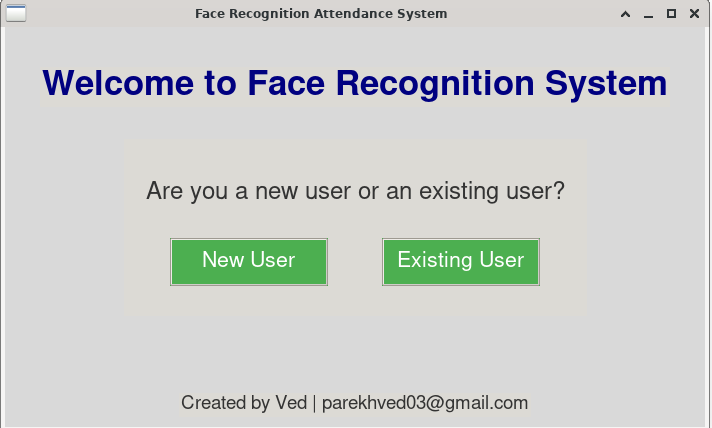 Face Recognition Attendance System
Welcome to Face Recognition System
Are you a new user or an existing user?
New User
Existing User
Created by Ved | parekhved03@gmail.com